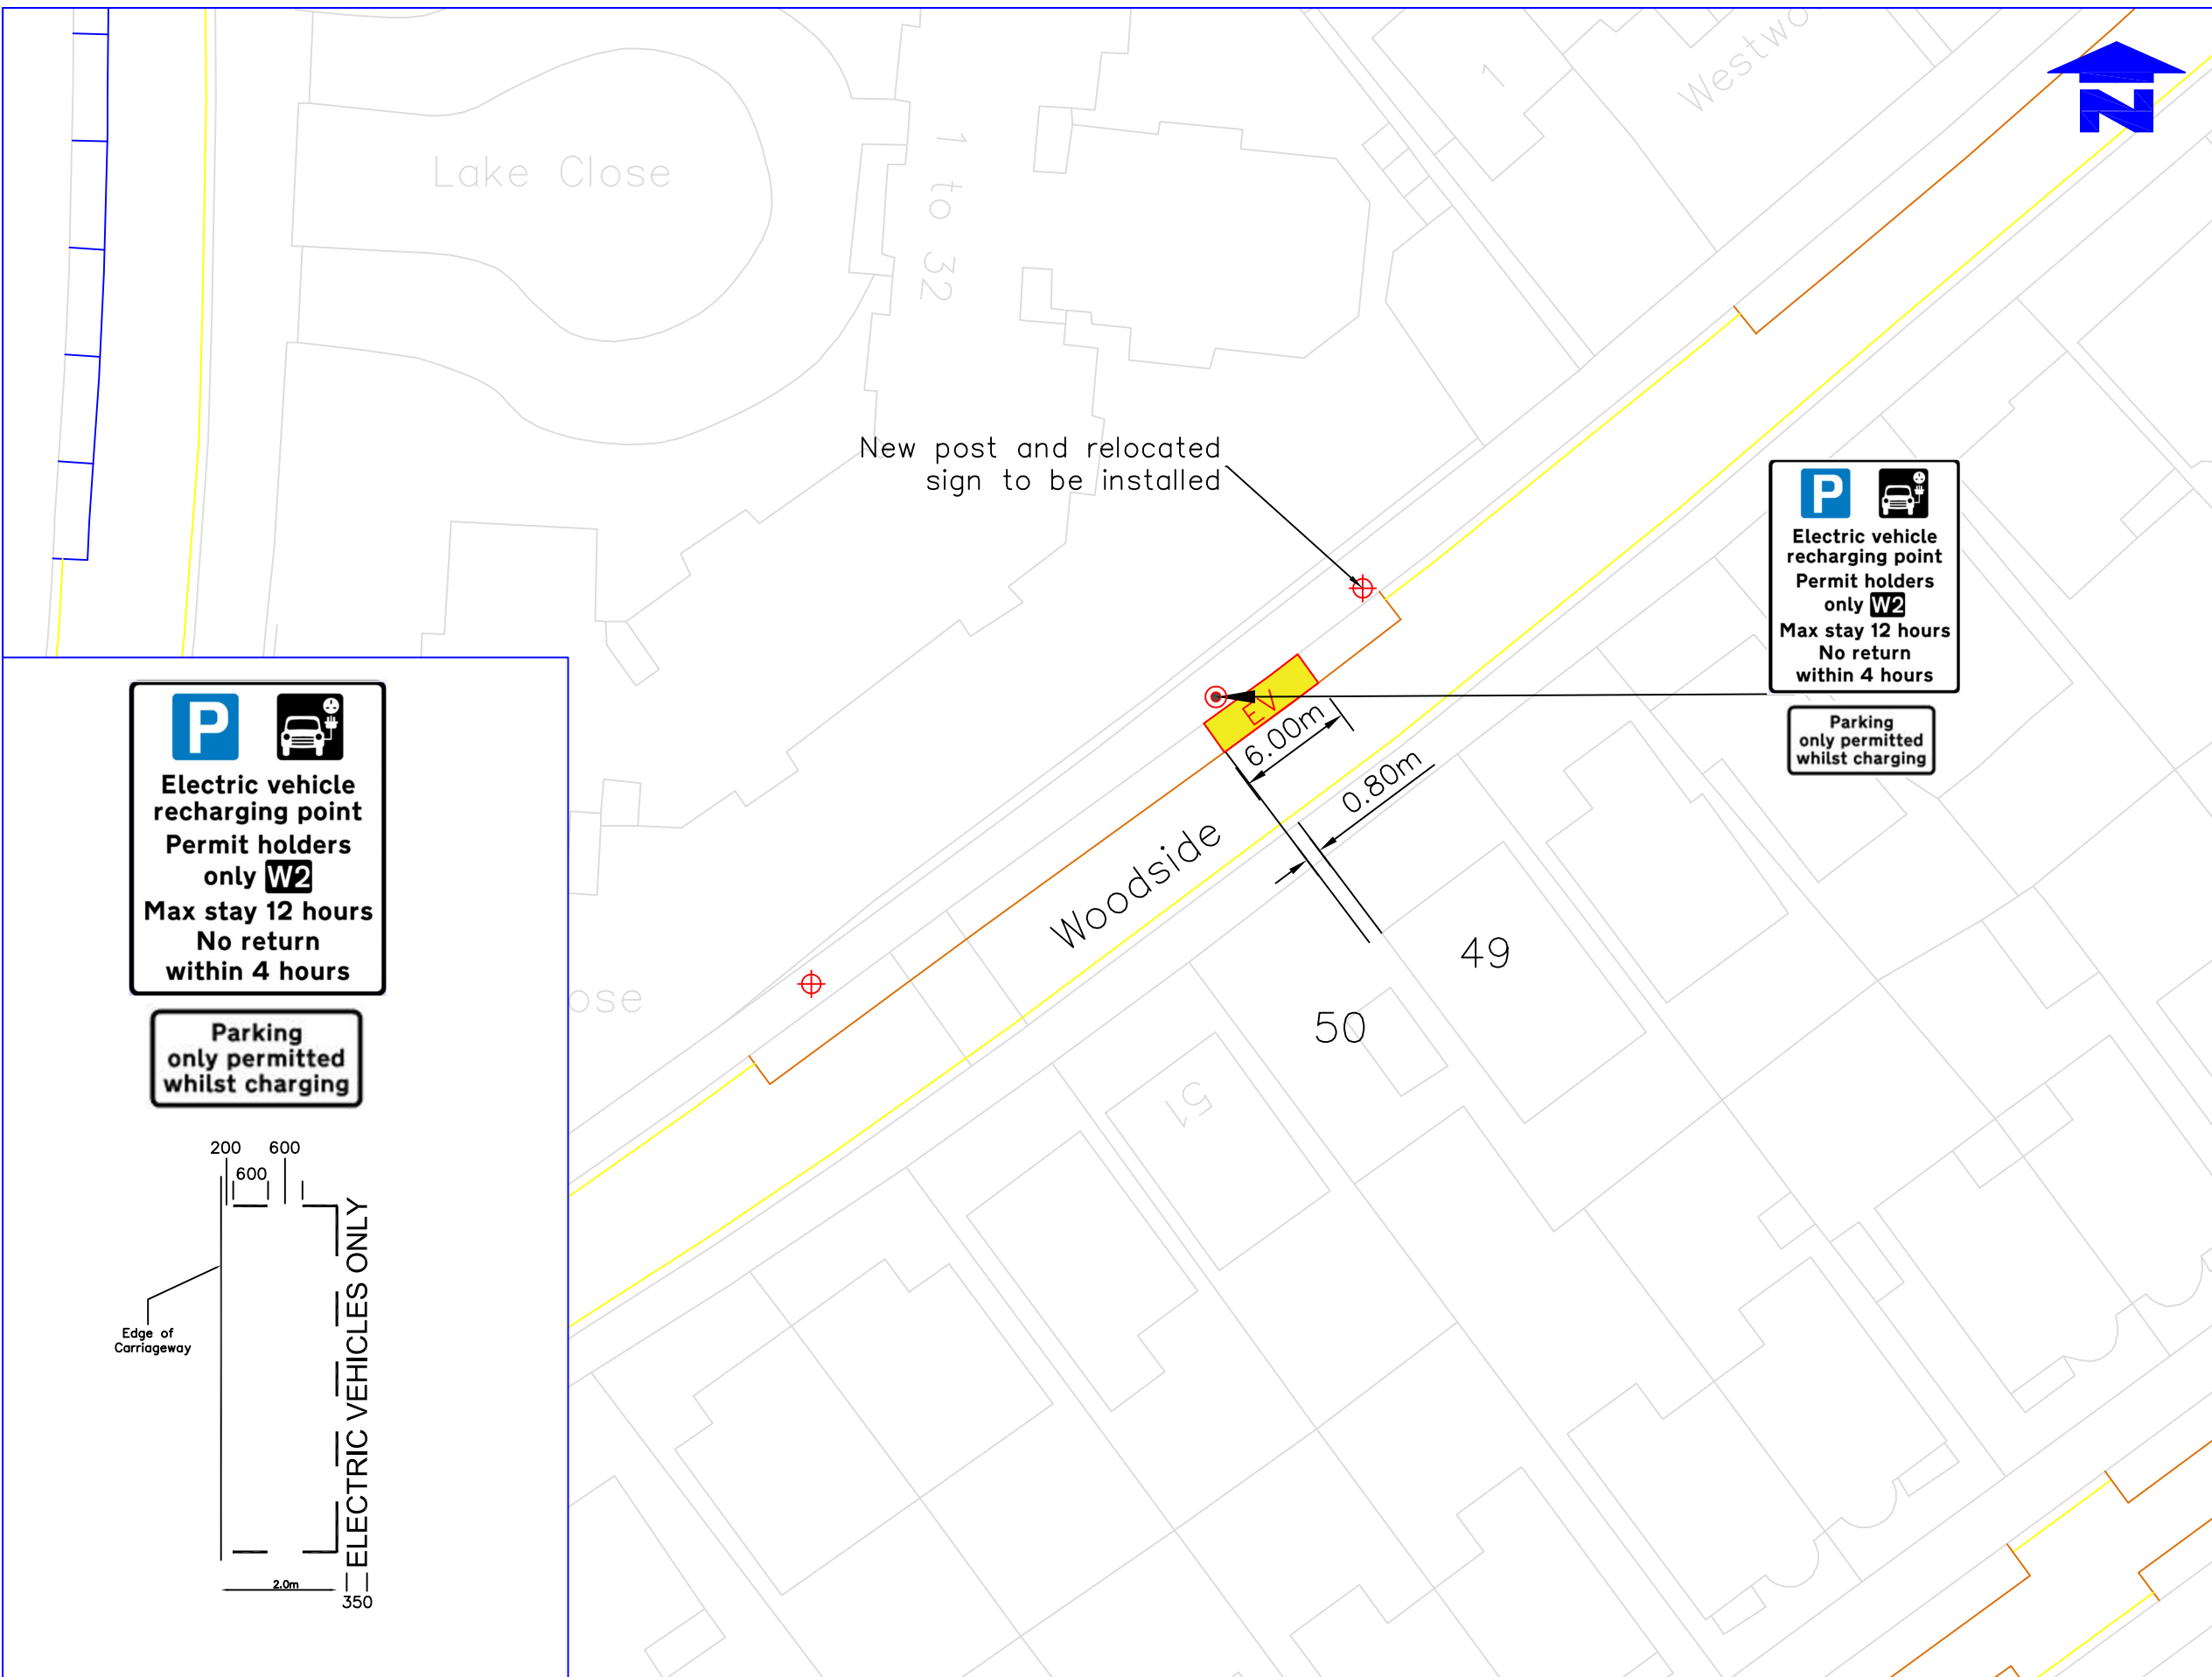 Lake Close
1 to 32
1
Westwo
N
New post and relocated
sign to be installed
P
Electric vehicle
recharging point
Permit holders
only W2
Max stay 12 hours
No return
within 4 hours
Parking
only permitted
whilst charging
EV
6.00m
0.80m
Woodside
49
50
51
ose
P
Electric vehicle
recharging point
Permit holders
only W2
Max stay 12 hours
No return
within 4 hours
Parking
only permitted
whilst charging
200 600
600
ELECTRIC VEHICLES ONLY
Edge of
Carriageway
2.0m
350